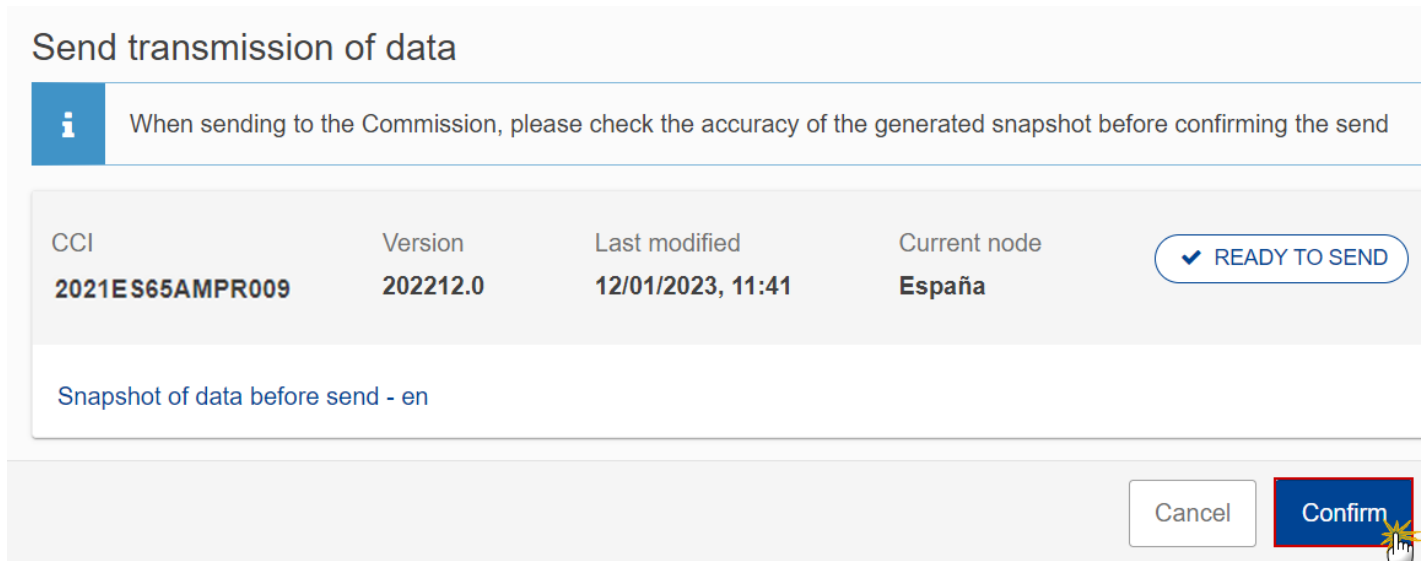 Send transmission of data
i When sending to the Commission, please check the accuracy of the generated snapshot before confirming the send
CCI Version Last modified Current node
READY TO SEND
2021ES65AMPR009 202212.0 12/01/2023, 11:41 España
Snapshot of data before send - en
Cancel Confirm